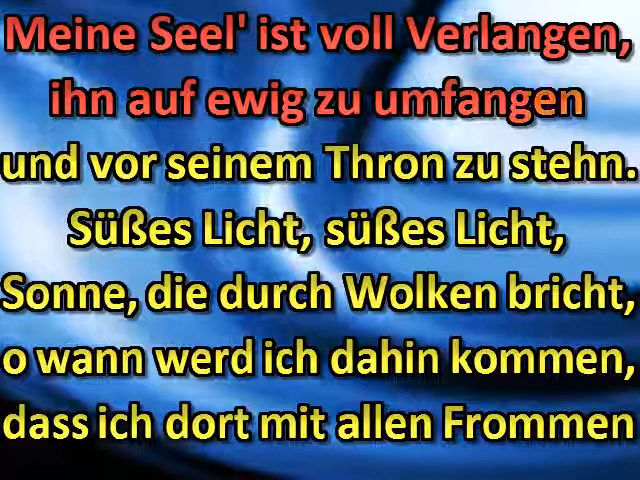 Meine Seel' ist voll Verlangen,
ihn auf ewig zu umfangen
und vor seinem Thron zu stehn.
Süßes Licht, süßes Licht,
Sonne, die durch Wolken bricht,
o wann werd ich dahin kommen,
dass ich dort mit allen Frommen